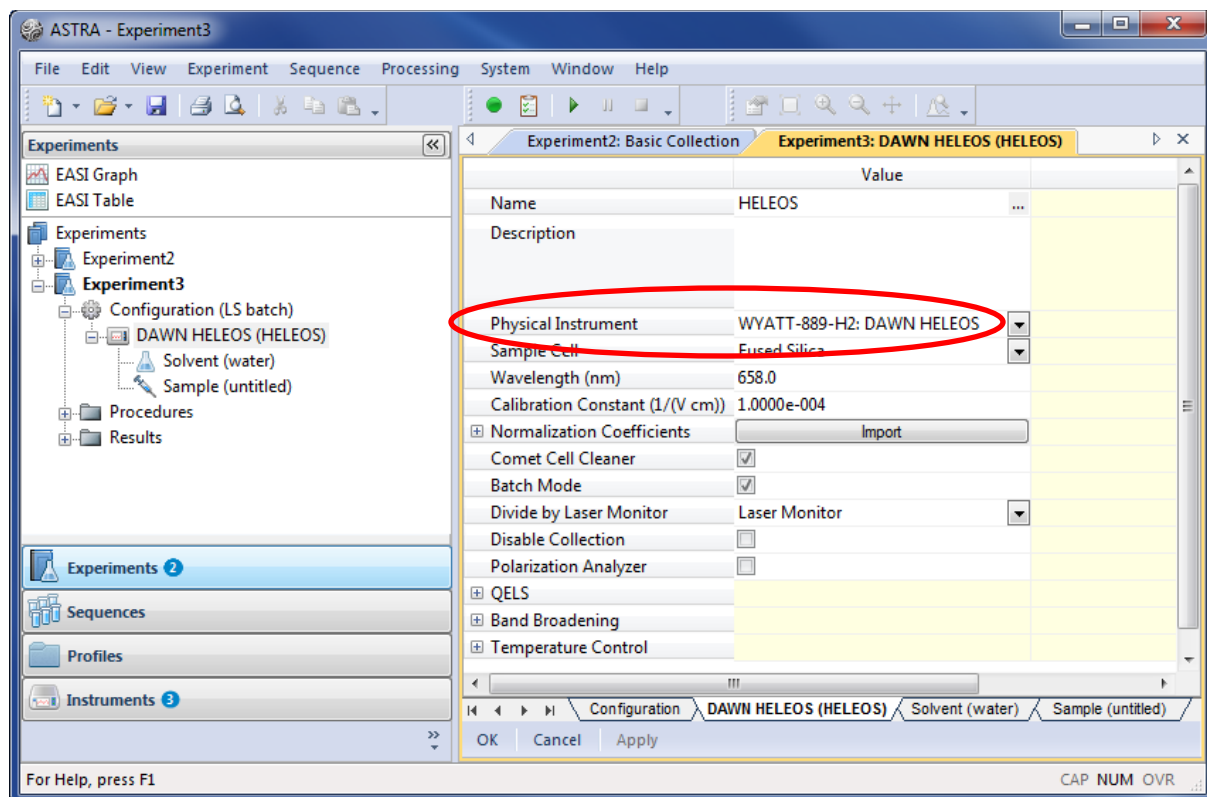 ASTRA - Experiment3
File Edit View Experiment Sequence Processing System Window Help
Experiments
EASI Graph
EASI Table
Experiments
Experiment2
Experiment3
Configuration (LS batch)
DAWN HELEOS (HELEOS)
Solvent (water)
Sample (untitled)
Procedures
Results
Experiments 2
Sequences
Profiles
Instruments 3
Experiment2: Basic Collection Experiment3: DAWN HELEOS (HELEOS)
Value
Name HELEOS ...
Description
Physical Instrument WYATT-889-H2: DAWN HELEOS
Sample Cell Fused Silica
Wavelength (nm) 658.0
Calibration Constant (1/(V cm)) 1.0000e-004
Normalization Coefficients Import
Comet Cell Cleaner
Batch Mode
Divide by Laser Monitor Laser Monitor
Disable Collection
Polarization Analyzer
QELS
Band Broadening
Temperature Control
Configuration DAWN HELEOS (HELEOS) Solvent (water) Sample (untitled)
OK Cancel Apply
For Help, press F1 CAP NUM OVR